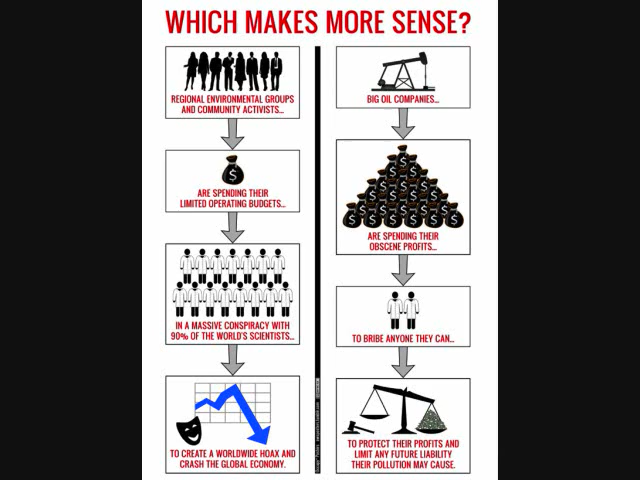 WHICH MAKES MORE SENSE?
REGIONAL ENVIRONMENTAL GROUPS
AND COMMUNITY ACTIVISTS...
ARE SPENDING THEIR
LIMITED OPERATING BUDGETS...
IN A MASSIVE CONSPIRACY WITH
90% OF THE WORLD'S SCIENTISTS...
TO CREATE A WORLDWIDE HOAX AND
CRASH THE GLOBAL ECONOMY.
BIG OIL COMPANIES...
$ $ $ $ $ $ $ $ $ $ $ $ $ $ $
ARE SPENDING THEIR
OBSCENE PROFITS...
TO BRIBE ANYONE THEY CAN...
TO PROTECT THEIR PROFITS AND
LIMIT ANY FUTURE LIABILITY
THEIR POLLUTION MAY CAUSE.